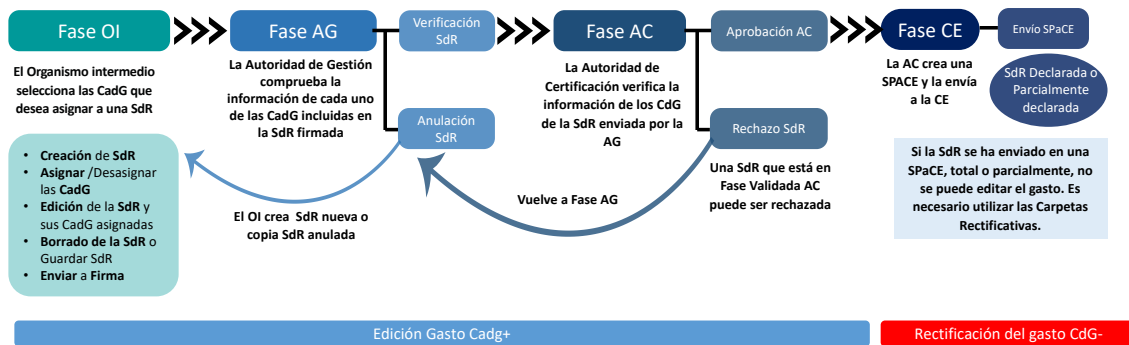 Fase OI
El Organismo intermedio
selecciona las CadG que
desea asignar a una SdR
• Creación de SdR
• Asignar /Desasignar
las CadG
• Edición de la SdR y
sus CadG asignadas
• Borrado de la SdR o
Guardar SdR
• Enviar a Firma
Fase AG
La Autoridad de Gestión
comprueba la
información de cada uno
de las CadG incluidas en
la SdR firmada
Verificación
SdR
Anulación
SdR
El OI crea SdR nueva o
copia SdR anulada
Fase AC
La Autoridad de
Certificación verifica la
información de los CdG
de la SdR enviada por la
AG
Vuelve a Fase AG
Aprobación AC
Rechazo SdR
Una SdR que está en
Fase Validada AC
puede ser rechazada
Fase CE
La AC crea una
SPACE y la envía
a la CE
Envío SPaCE
SdR Declarada o
Parcialmente
declarada
Si la SdR se ha enviado en una
SPaCE, total o parcialmente, no
se puede editar el gasto. Es
necesario utilizar las Carpetas
Rectificativas.
Edición Gasto Cadg+
Rectificación del gasto CdG-